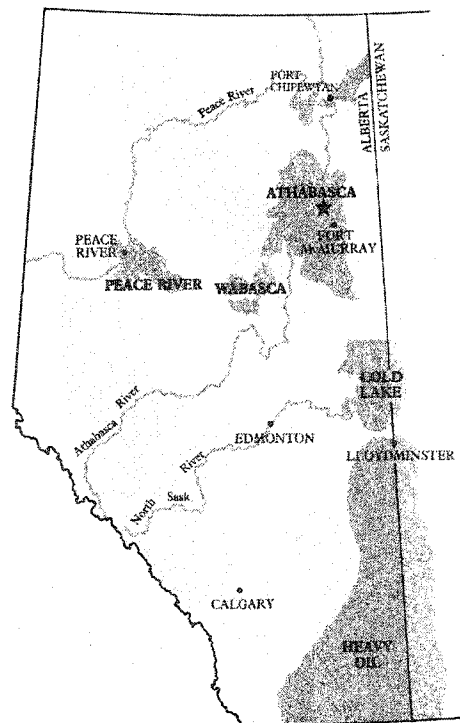 FORT
CHIPEWYAN
Peace River
ALBERTA
SASKATCHEWAN
ATHABASCA
FORT
McMURRAY
PEACE
RIVER
PEACE RIVER
WABASCA
COLD
LAKE
Athabasca River
EDMONTON
LLOYDMINSTER
North Sask River
CALGARY
HEAVY
OIL